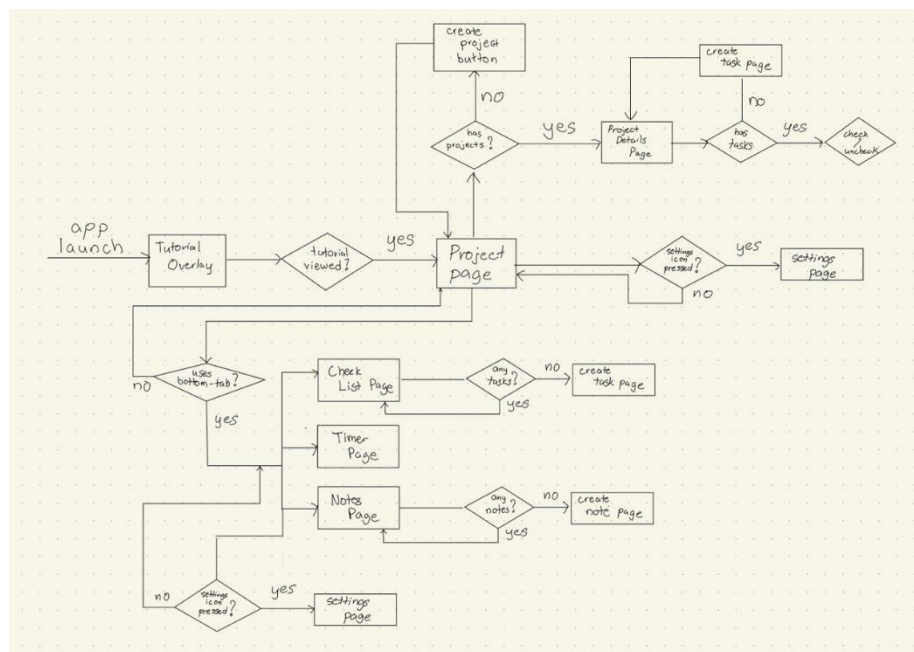 create
project
button
no
has
projects?
yes
Project
Details
Page
create
task page
no
has
tasks
yes
check
/
uncheck
app
launch
Tutorial
Overlay
tutorial
viewed?
yes
Project
page
settings
icon
pressed?
yes
no
settings
page
uses
bottom-tab?
no
yes
Check
List Page
any
tasks?
no
yes
create
task page
Timer
Page
Notes
Page
any
notes?
no
yes
create
note page
settings
icon
pressed?
no
yes
settings
page